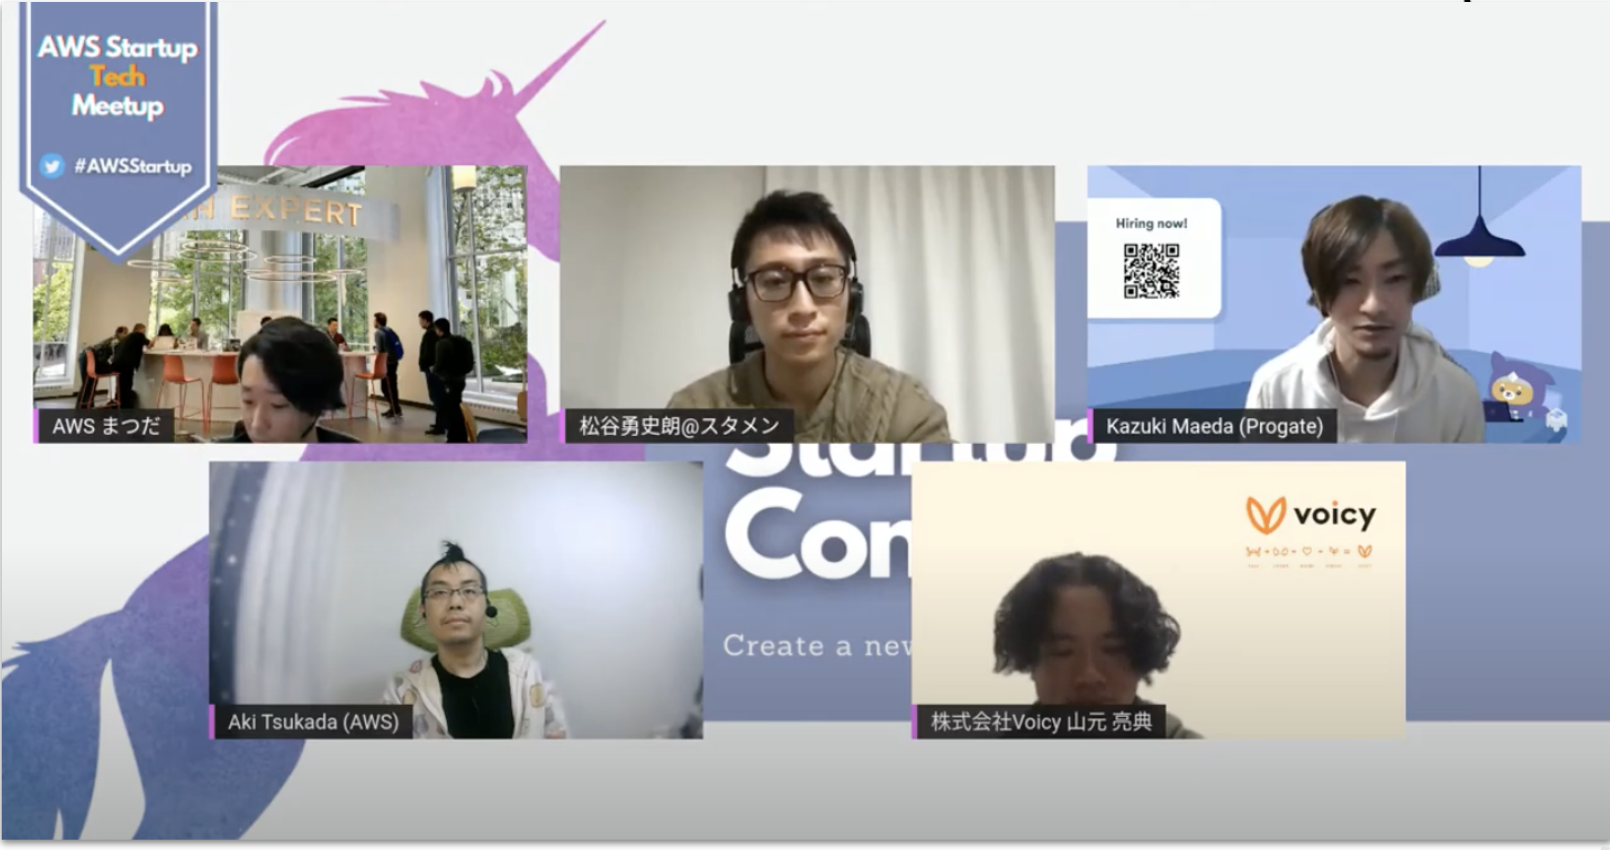 AWS Startup
Tech
Meetup
#AWSStartup
EXPERT
Hiring now!
AWS まつだ
松谷勇史朗@スタメン
Kazuki Maeda (Progate)
Startup
Con
Create a new
voicy
Aki Tsukada (AWS)
株式会社Voicy 山元 亮典